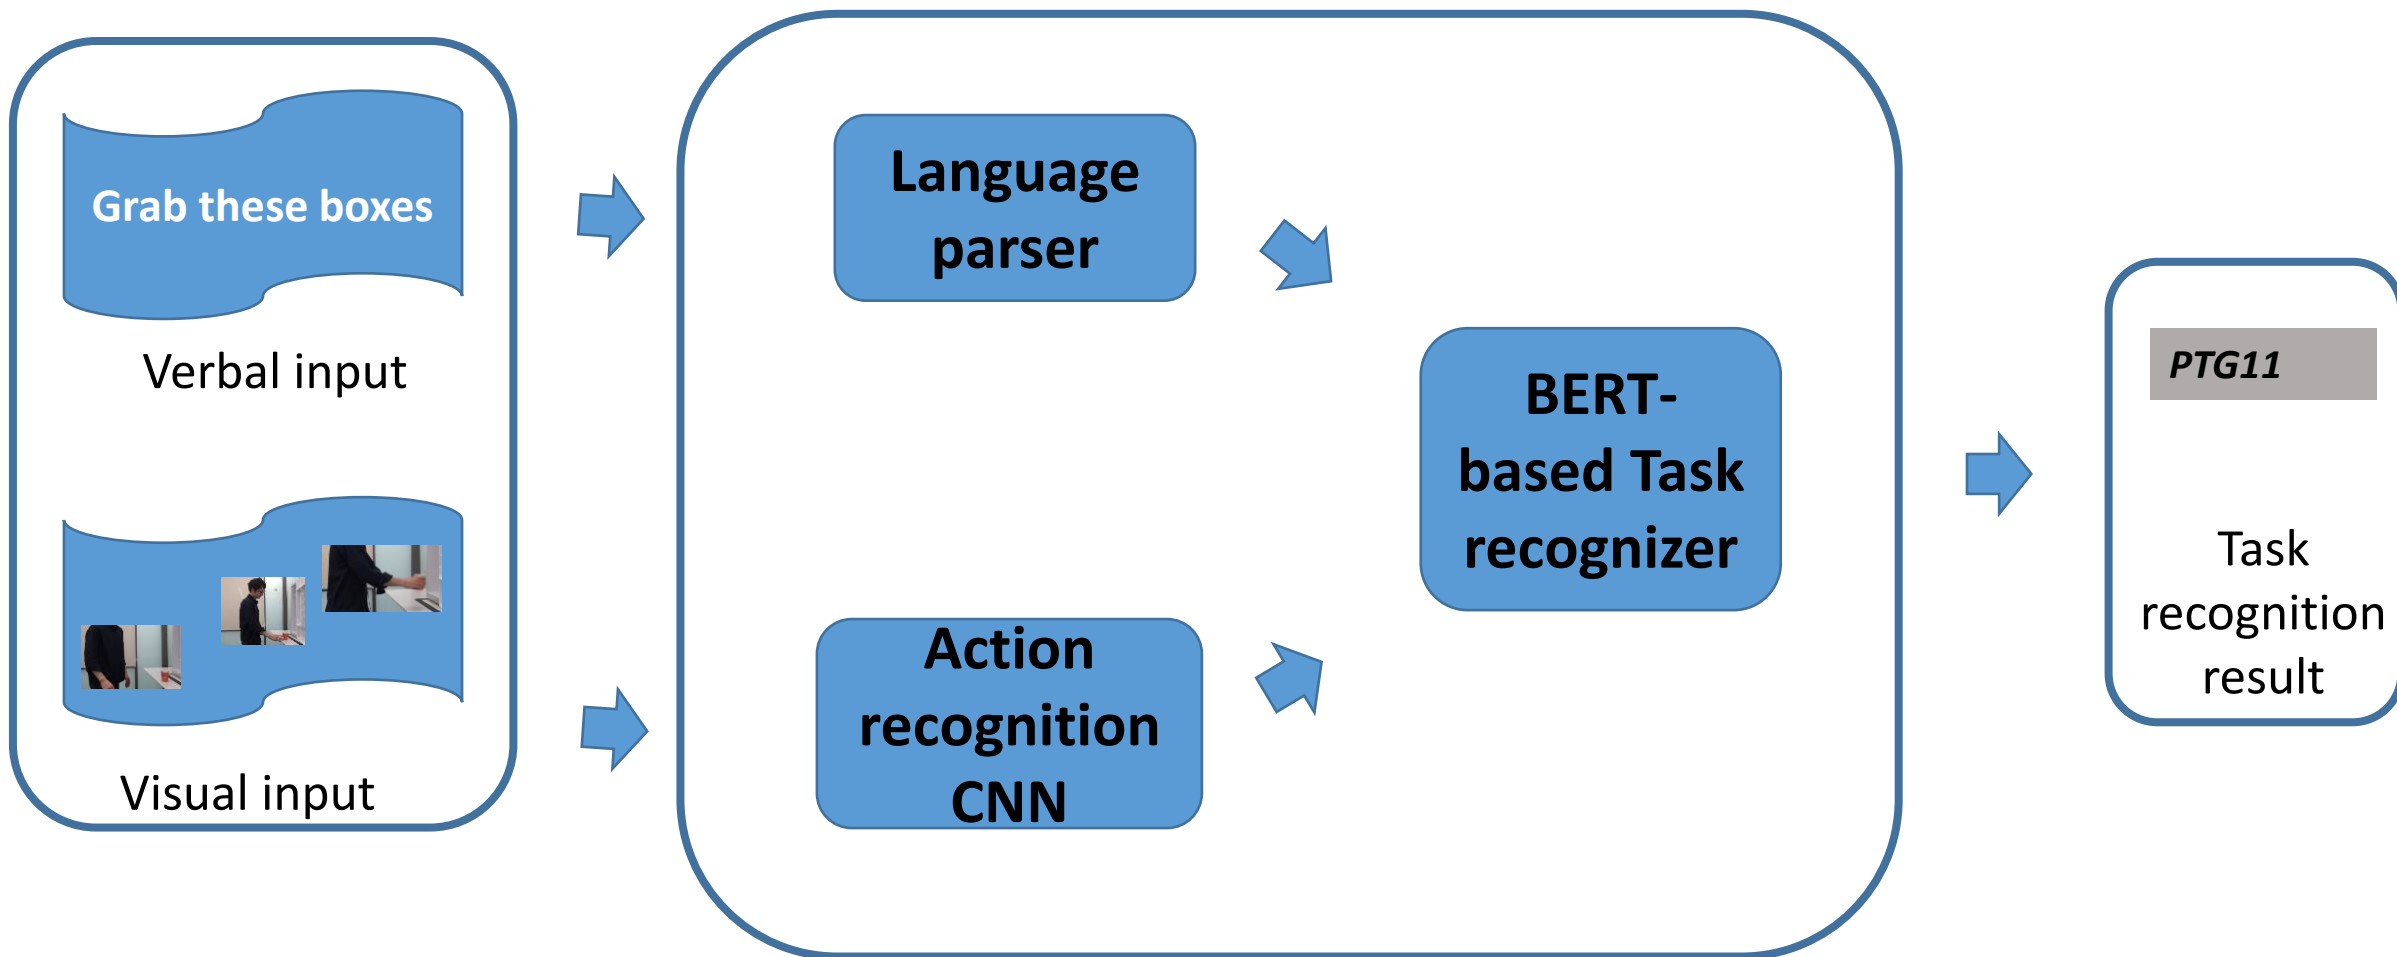 Grab these boxes
Verbal input
Visual input
Language
parser
Action
recognition
CNN
BERT-
based Task
recognizer
PTG11
Task
recognition
result